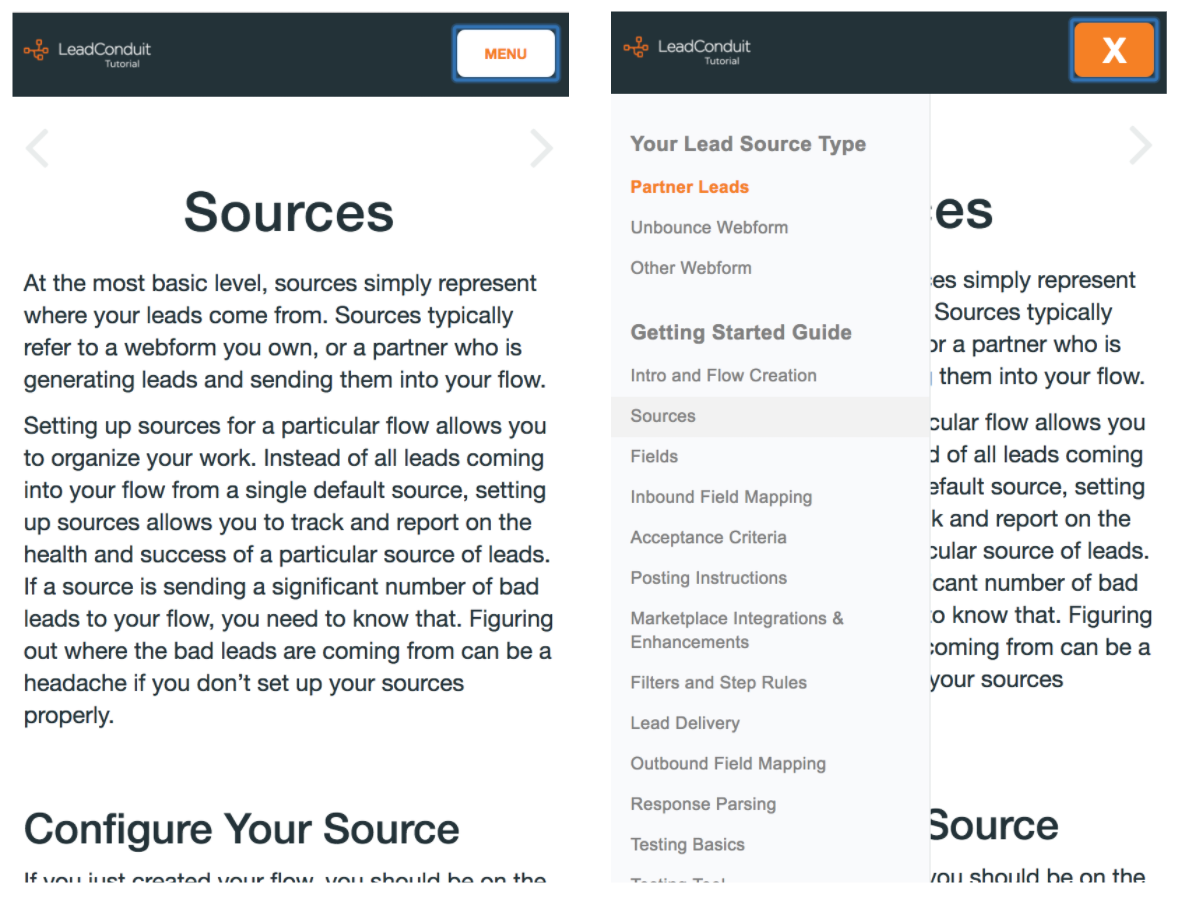 LeadConduit
Tutorial
MENU
Sources
At the most basic level, sources simply represent
where your leads come from. Sources typically
refer to a webform you own, or a partner who is
generating leads and sending them into your flow.
Setting up sources for a particular flow allows you
to organize your work. Instead of all leads coming
into your flow from a single default source, setting
up sources allows you to track and report on the
health and success of a particular source of leads.
If a source is sending a significant number of bad
leads to your flow, you need to know that. Figuring
out where the bad leads are coming from can be a
headache if you don’t set up your sources
properly.
Configure Your Source
If you just created your flow, you should be on the
LeadConduit
Tutorial
X
Your Lead Source Type
Partner Leads
Unbounce Webform
Other Webform
Getting Started Guide
Intro and Flow Creation
Sources
Fields
Inbound Field Mapping
Acceptance Criteria
Posting Instructions
Marketplace Integrations &
Enhancements
Filters and Step Rules
Lead Delivery
Outbound Field Mapping
Response Parsing
Testing Basics
Testing Tool
es
es simply represent
Sources typically
or a partner who is
them into your flow.
cular flow allows you
d of all leads coming
efault source, setting
k and report on the
cular source of leads.
cant number of bad
to know that. Figuring
coming from can be a
your sources
Source
you should be on the